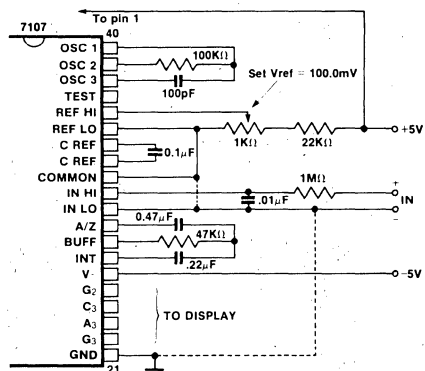 To pin 1
7107
40
OSC 1
OSC 2
100KΩ
OSC 3
100pF
TEST
Set Vref = 100.0mV
REF HI
REF LO
1KΩ
22KΩ
+5V
C REF
0.1µF
C REF
COMMON
1MΩ
IN HI
+
.01µF
IN
IN LO
−
0.47µF
A/Z
BUFF
47KΩ
INT
.22µF
V-
−5V
G2
C3
TO DISPLAY
A3
G3
GND
21